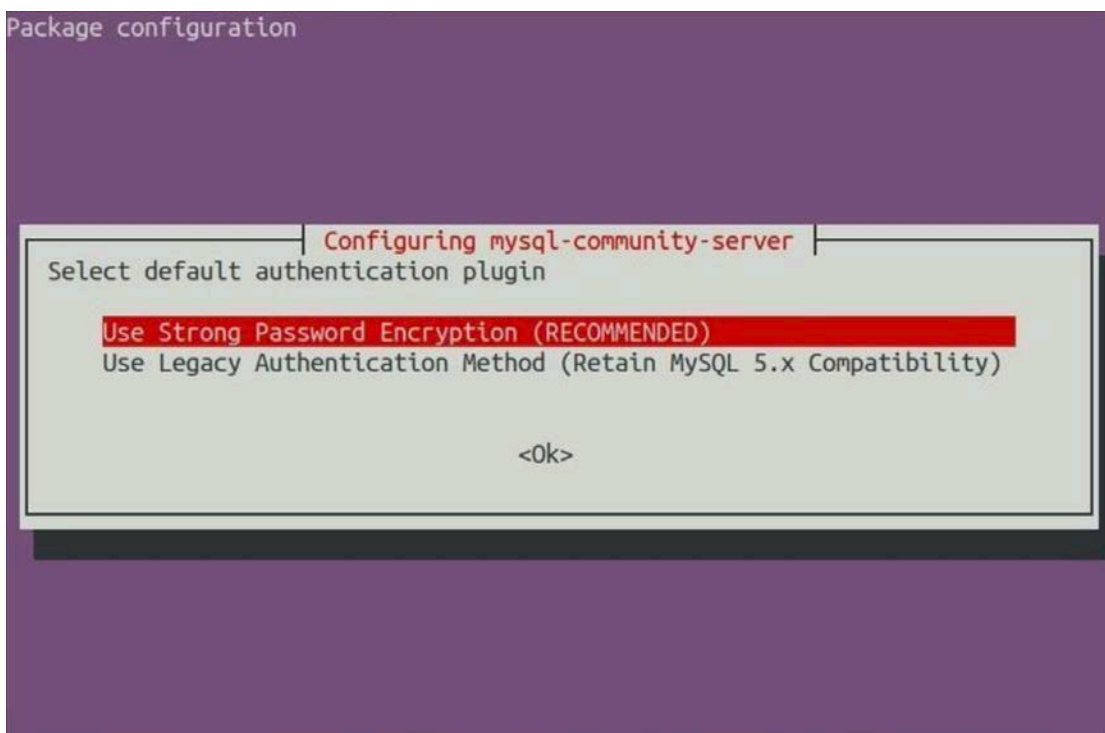 Package configuration
Configuring mysql-community-server
Select default authentication plugin
Use Strong Password Encryption (RECOMMENDED)
Use Legacy Authentication Method (Retain MySQL 5.x Compatibility)
<Ok>